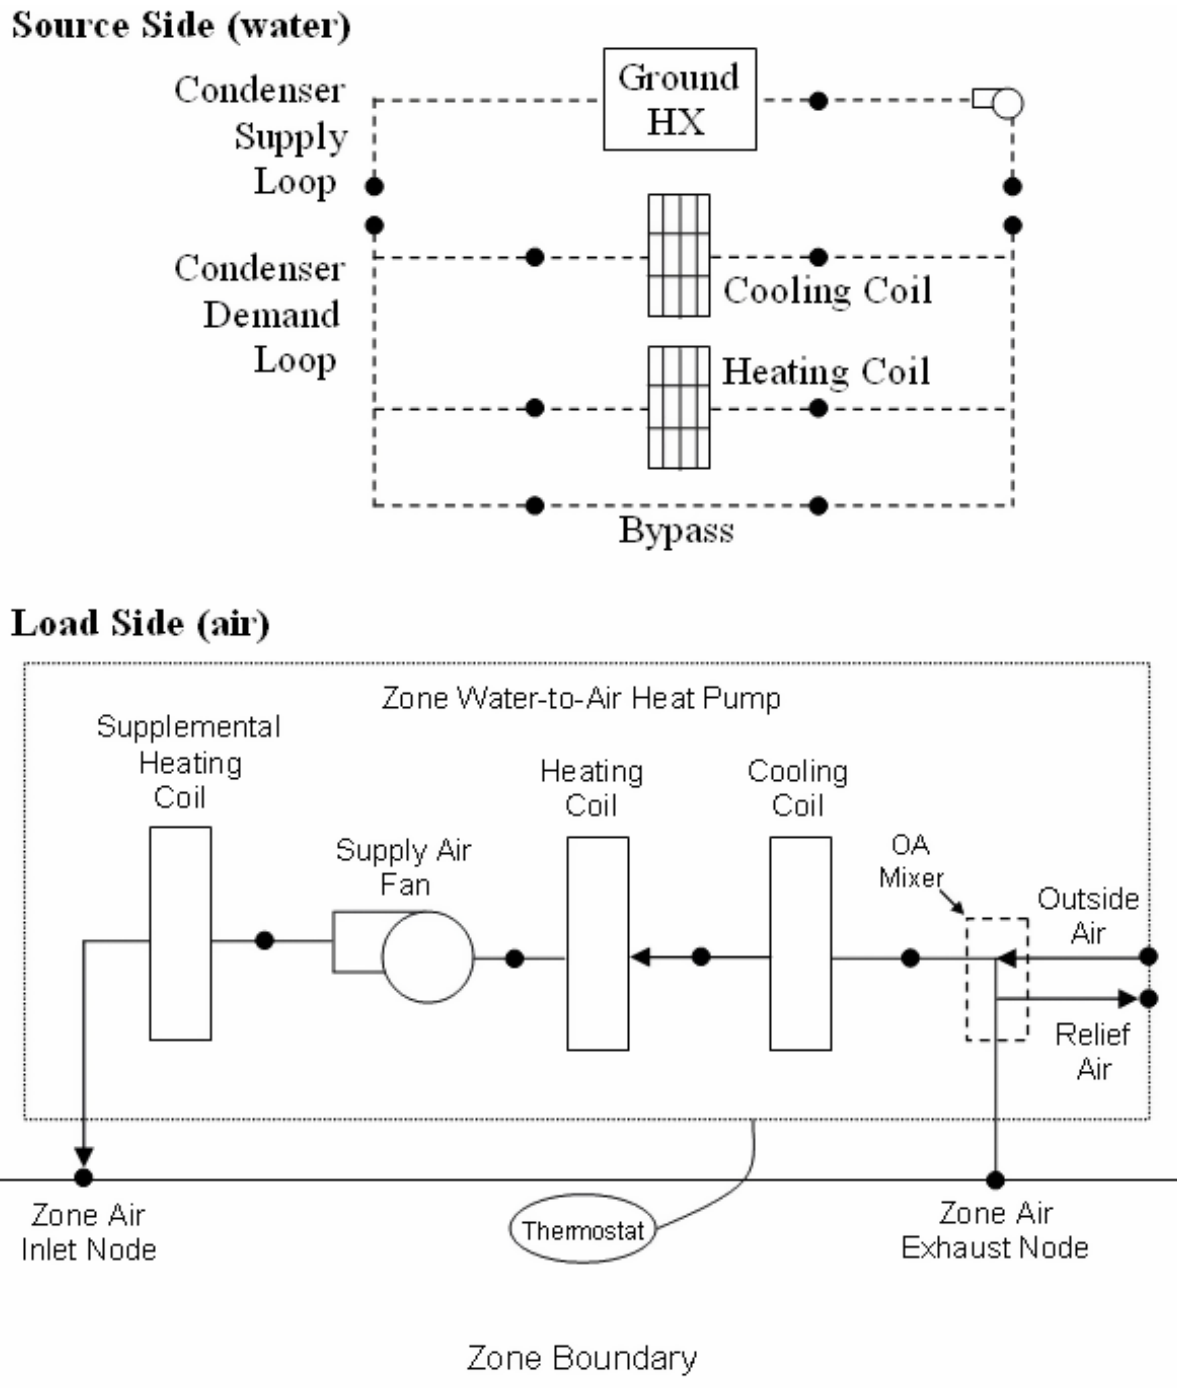 Source Side (water)
Condenser
Supply
Loop
Ground
HX
Condenser
Demand
Loop
Cooling Coil
Heating Coil
Bypass
Load Side (air)
Zone Water-to-Air Heat Pump
Supplemental
Heating
Coil
Supply Air
Fan
Heating
Coil
Cooling
Coil
OA
Mixer
Outside
Air
Relief
Air
Zone Air
Inlet Node
Thermostat
Zone Air
Exhaust Node
Zone Boundary